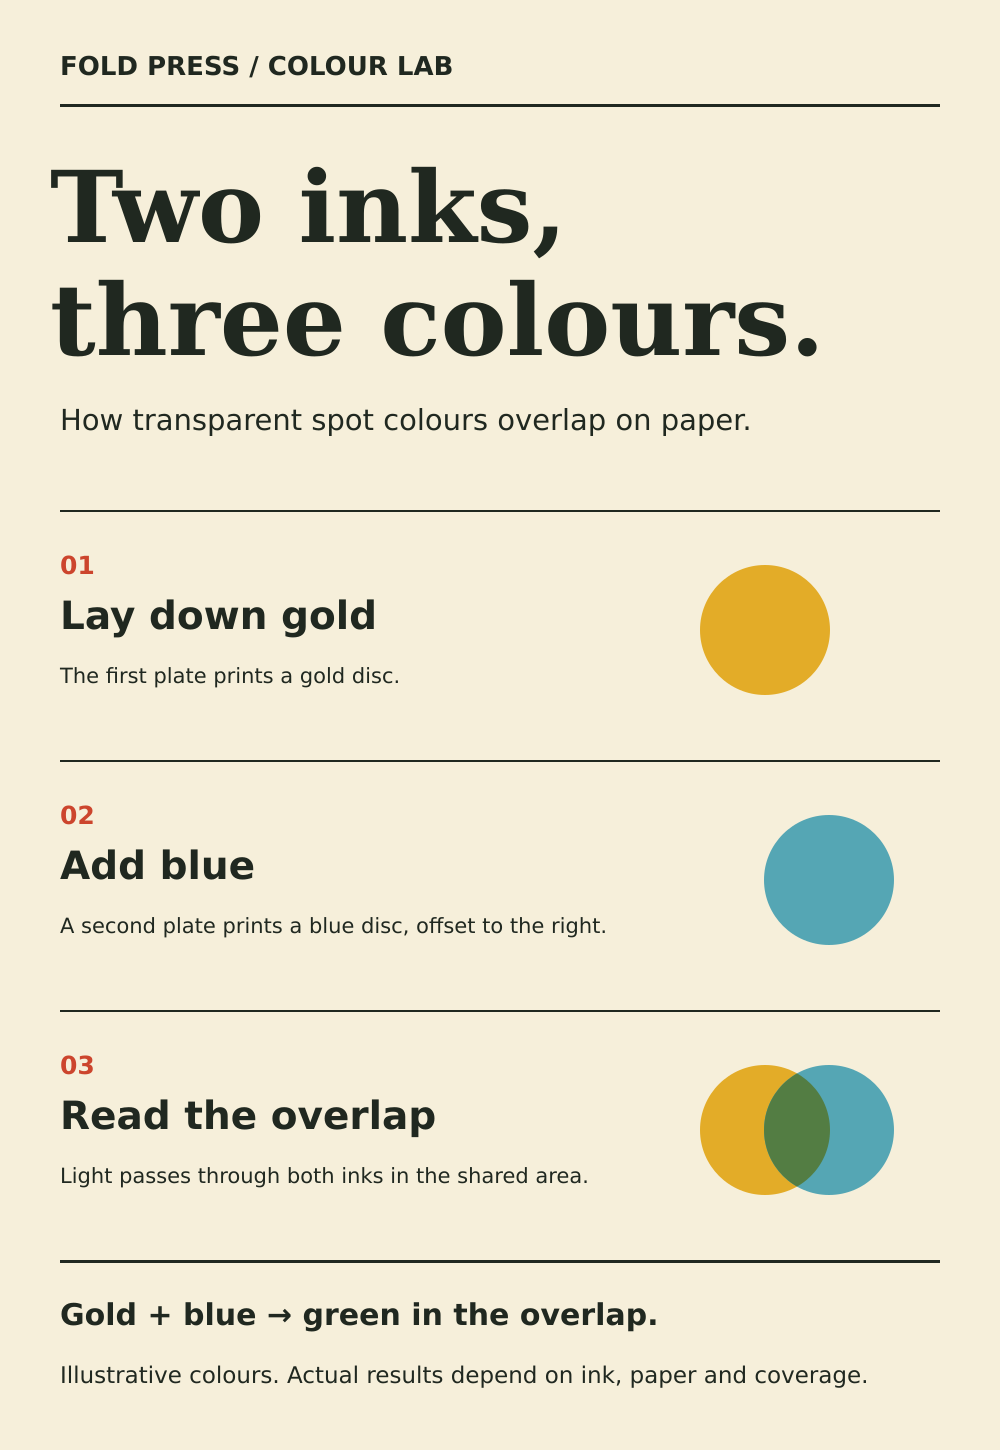 FOLD PRESS / COLOUR LAB
Two inks,
three colours.
How transparent spot colours overlap on paper.
01
Lay down gold
The first plate prints a gold disc.
02
Add blue
A second plate prints a blue disc, offset to the right.
03
Read the overlap
Light passes through both inks in the shared area.
Gold + blue → green in the overlap.
Illustrative colours. Actual results depend on ink, paper and coverage.